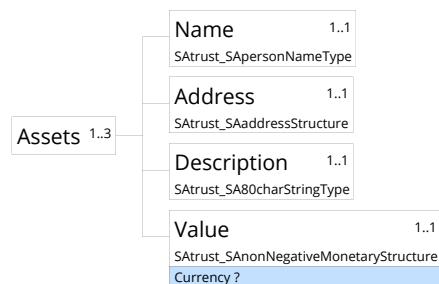 Name 1..1
SAtrust_SApersonNameType
Address 1..1
SAtrust_SAaddressStructure
Assets 1..3
Description 1..1
SAtrust_SA80charStringType
Value 1..1
SAtrust_SAnonNegativeMonetaryStructure
Currency ?